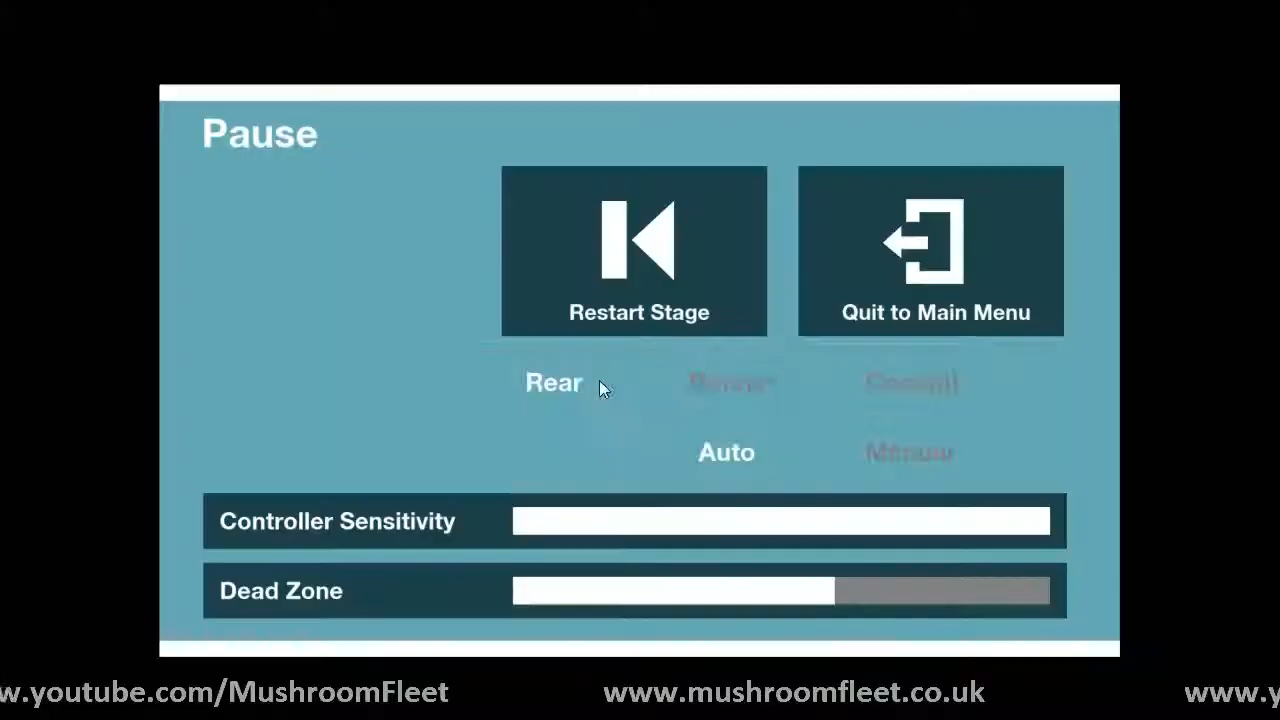 Pause
Restart Stage
Quit to Main Menu
Rear
Auto
Manual
Controller Sensitivity
Dead Zone
w.youtube.com/MushroomFleet www.mushroomfleet.co.uk www.y